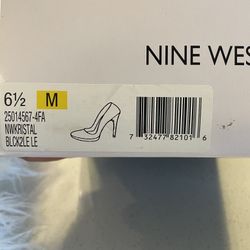 NINE WES
6½ M
25014567-4FA
NWKRISTAL
BLCK2LE LE
7 32477 82101 6